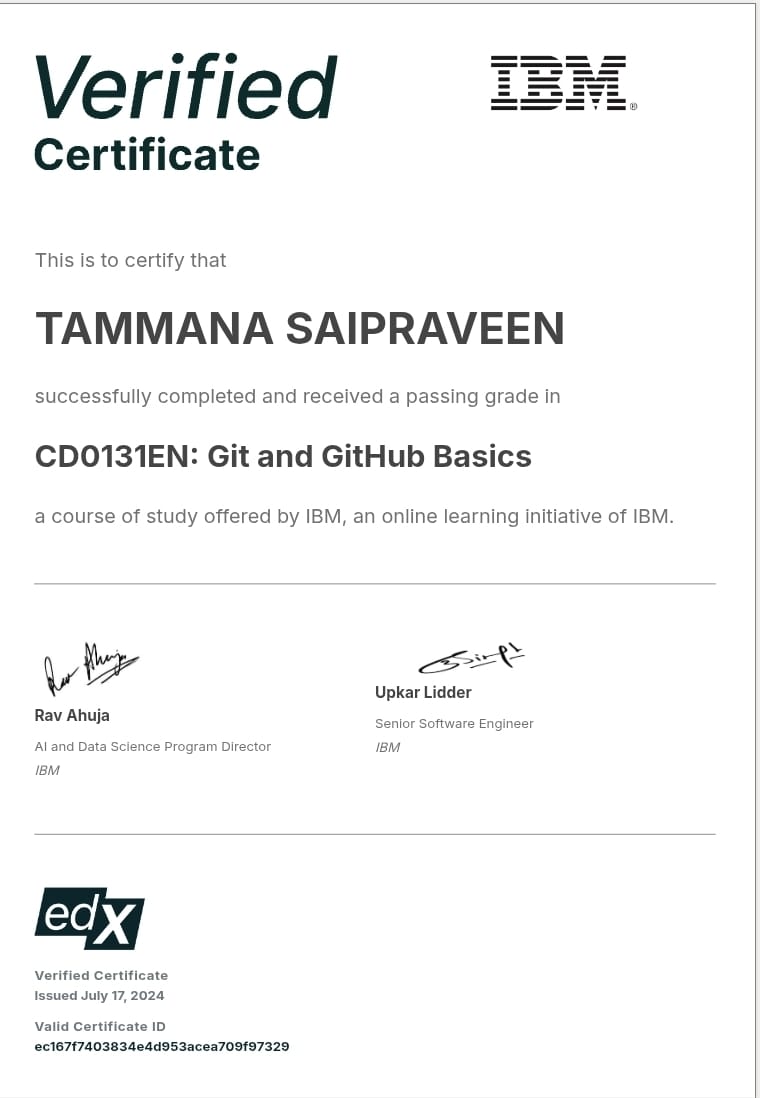 Verified
Certificate
IBM®
This is to certify that
TAMMANA SAIPRAVEEN
successfully completed and received a passing grade in
CD0131EN: Git and GitHub Basics
a course of study offered by IBM, an online learning initiative of IBM.
Rav Ahuja
Rav Ahuja
AI and Data Science Program Director
IBM
Upkar Lidder
Senior Software Engineer
IBM
edX
Verified Certificate
Issued July 17, 2024
Valid Certificate ID
ec167f7403834e4d953acea709f97329